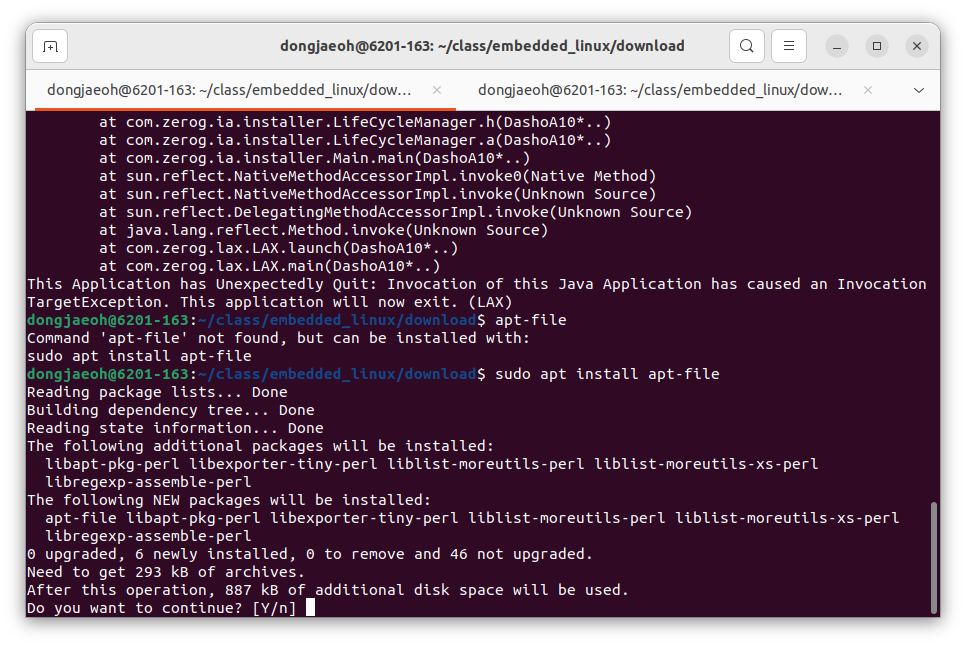 dongjaeoh@6201-163: ~/class/embedded_linux/download
dongjaeoh@6201-163: ~/class/embedded_linux/dow...
dongjaeoh@6201-163: ~/class/embedded_linux/dow...
at com.zerog.ia.installer.LifeCycleManager.h(DashoA10*..)
at com.zerog.ia.installer.LifeCycleManager.a(DashoA10*..)
at com.zerog.ia.installer.Main.main(DashoA10*..)
at sun.reflect.NativeMethodAccessorImpl.invoke0(Native Method)
at sun.reflect.NativeMethodAccessorImpl.invoke(Unknown Source)
at sun.reflect.DelegatingMethodAccessorImpl.invoke(Unknown Source)
at java.lang.reflect.Method.invoke(Unknown Source)
at com.zerog.lax.LAX.launch(DashoA10*..)
at com.zerog.lax.LAX.main(DashoA10*..)
This Application has Unexpectedly Quit: Invocation of this Java Application has caused an Invocation
TargetException. This application will now exit. (LAX)
dongjaeoh@6201-163:~/class/embedded_linux/download$ apt-file
Command 'apt-file' not found, but can be installed with:
sudo apt install apt-file
dongjaeoh@6201-163:~/class/embedded_linux/download$ sudo apt install apt-file
Reading package lists... Done
Building dependency tree... Done
Reading state information... Done
The following additional packages will be installed:
libapt-pkg-perl libexporter-tiny-perl liblist-moreutils-perl liblist-moreutils-xs-perl
libregexp-assemble-perl
The following NEW packages will be installed:
apt-file libapt-pkg-perl libexporter-tiny-perl liblist-moreutils-perl liblist-moreutils-xs-perl
libregexp-assemble-perl
0 upgraded, 6 newly installed, 0 to remove and 46 not upgraded.
Need to get 293 kB of archives.
After this operation, 887 kB of additional disk space will be used.
Do you want to continue? [Y/n]